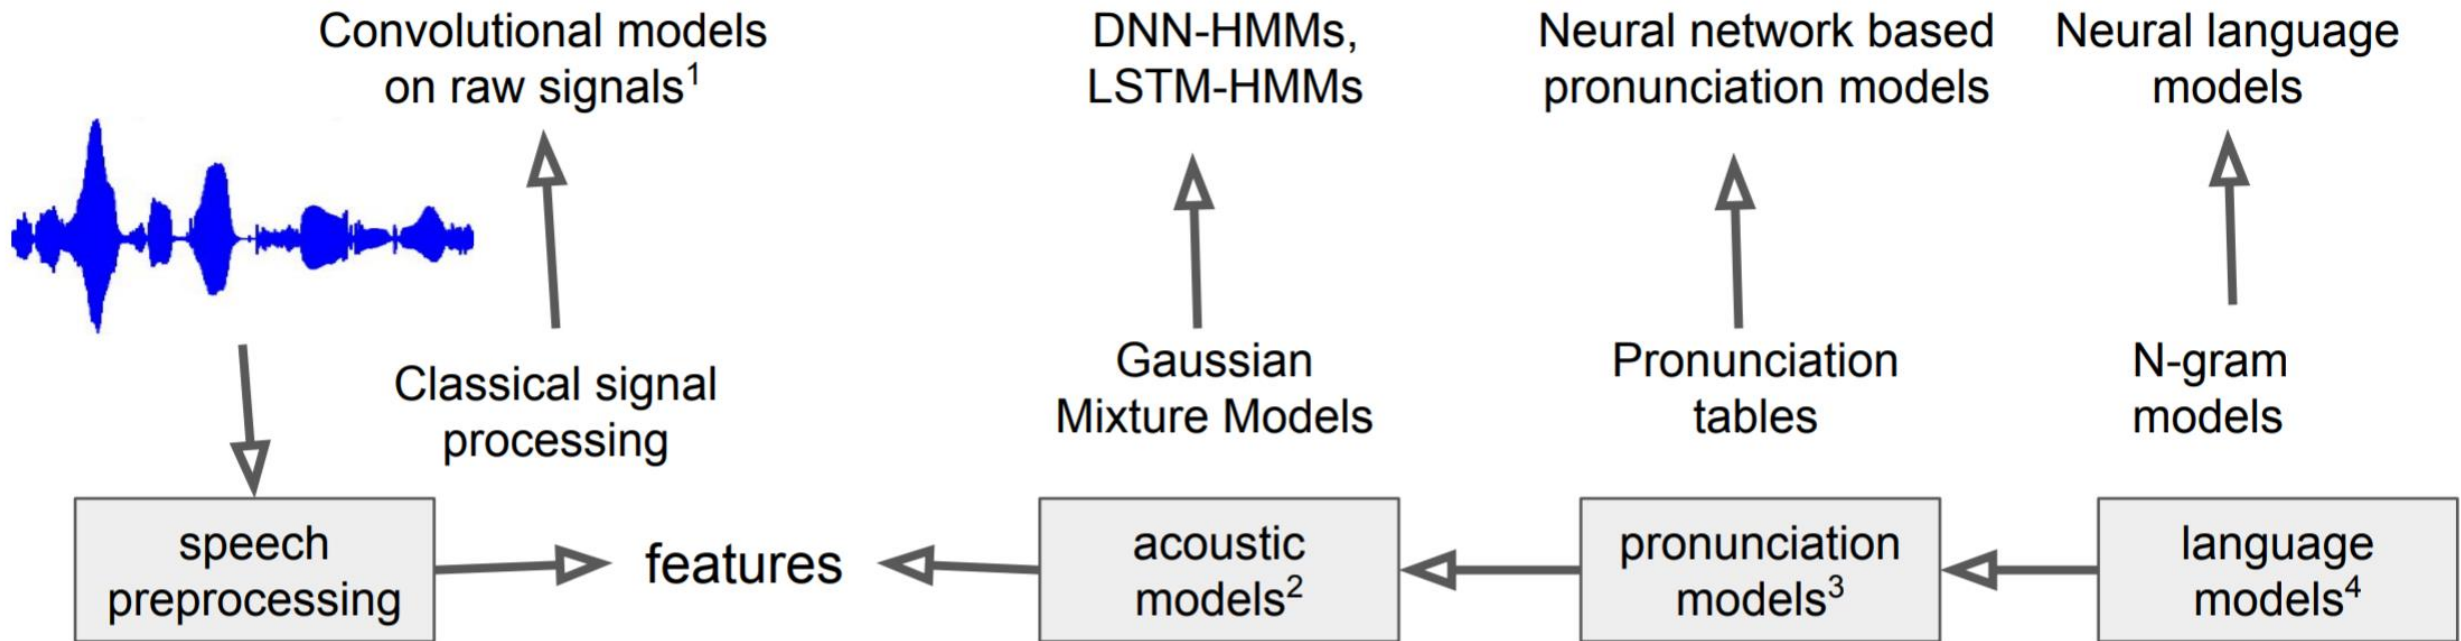 Convolutional models
on raw signals¹
DNN-HMMs,
LSTM-HMMs
Neural network based
pronunciation models
Neural language
models
Classical signal
processing
Gaussian
Mixture Models
Pronunciation
tables
N-gram
models
speech
preprocessing
features
acoustic
models²
pronunciation
models³
language
models⁴